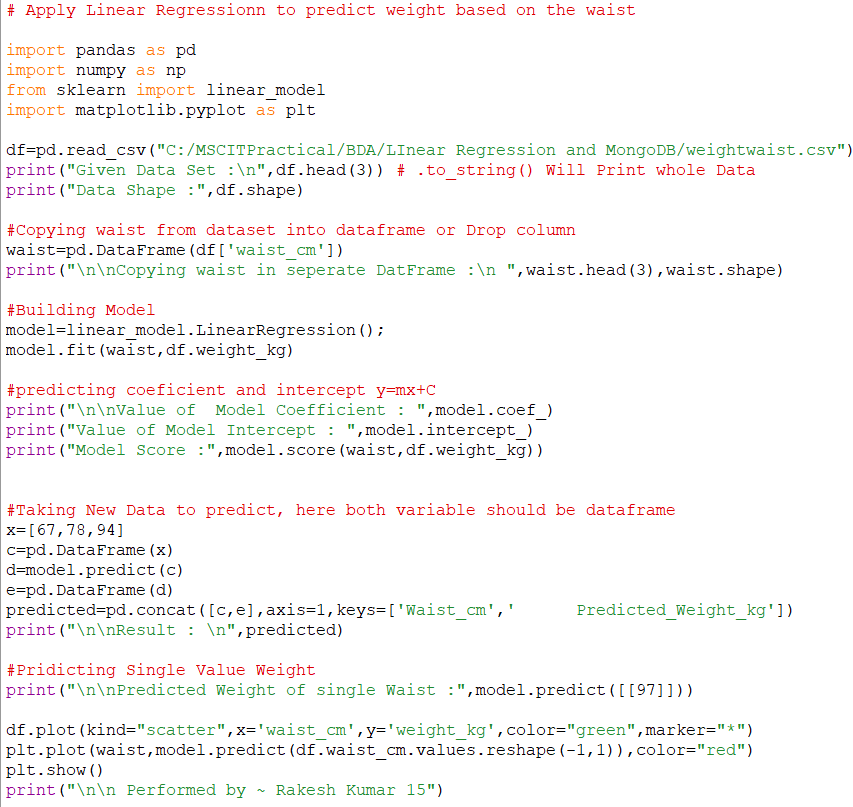 # Apply Linear Regressionn to predict weight based on the waist
import pandas as pd
import numpy as np
from sklearn import linear_model
import matplotlib.pyplot as plt
df=pd.read_csv("C:/MSCITPractical/BDA/LInear Regression and MongoDB/weightwaist.csv")
print("Given Data Set :\n",df.head(3)) # .to_string() Will Print whole Data
print("Data Shape :",df.shape)
#Copying waist from dataset into dataframe or Drop column
waist=pd.DataFrame(df['waist_cm'])
print("\n\nCopying waist in seperate DatFrame :\n ",waist.head(3),waist.shape)
#Building Model
model=linear_model.LinearRegression();
model.fit(waist,df.weight_kg)
#predicting coeficient and intercept y=mx+C
print("\n\nValue of  Model Coefficient : ",model.coef_)
print("Value of Model Intercept : ",model.intercept_)
print("Model Score :",model.score(waist,df.weight_kg))
#Taking New Data to predict, here both variable should be dataframe
x=[67,78,94]
c=pd.DataFrame(x)
d=model.predict(c)
e=pd.DataFrame(d)
predicted=pd.concat([c,e],axis=1,keys=['Waist_cm','      Predicted_Weight_kg'])
print("\n\nResult : \n",predicted)
#Pridicting Single Value Weight
print("\n\nPredicted Weight of single Waist :",model.predict([[97]]))
df.plot(kind="scatter",x='waist_cm',y='weight_kg',color="green",marker="*")
plt.plot(waist,model.predict(df.waist_cm.values.reshape(-1,1)),color="red")
plt.show()
print("\n\n Performed by ~ Rakesh Kumar 15")